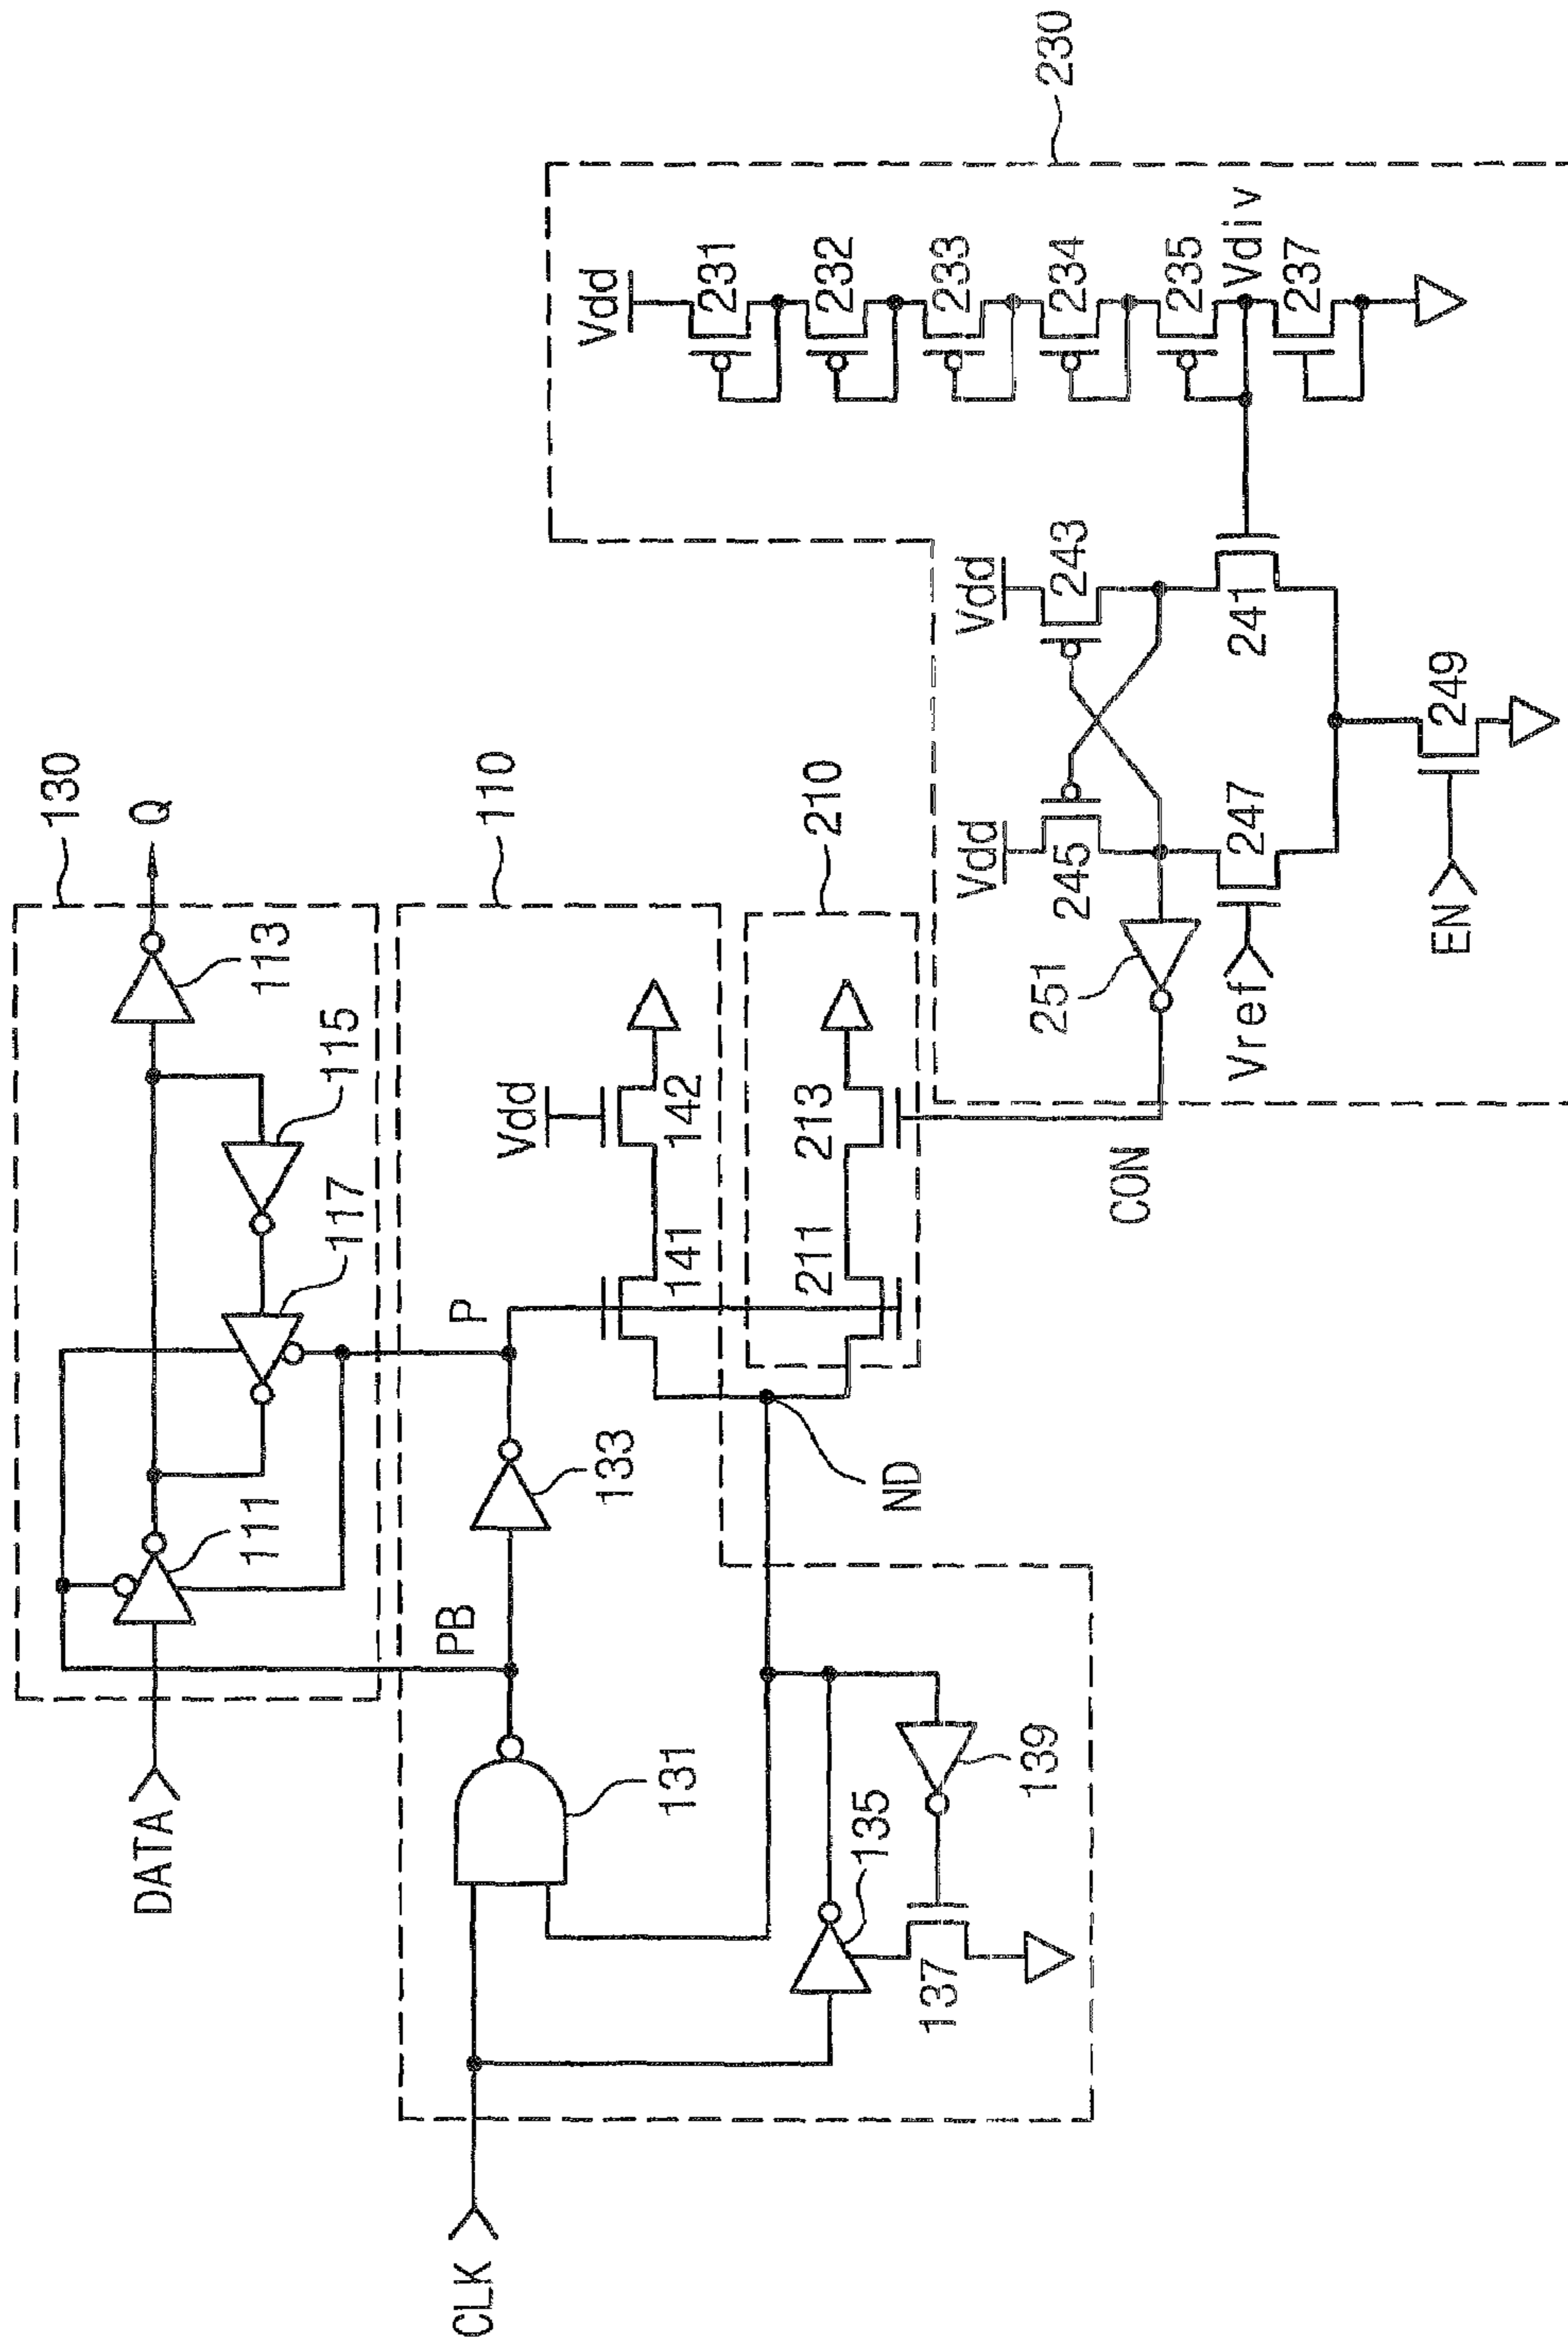 130
DATA
111
117
115
113
Q
110
PB
P
CLK
131
133
Vdd
141
142
135
137
139
ND
210
211
213
CON
251
Vdd
245
Vdd
243
Vref
247
241
EN
249
230
Vdd
231
232
233
234
235
Vdiv
237